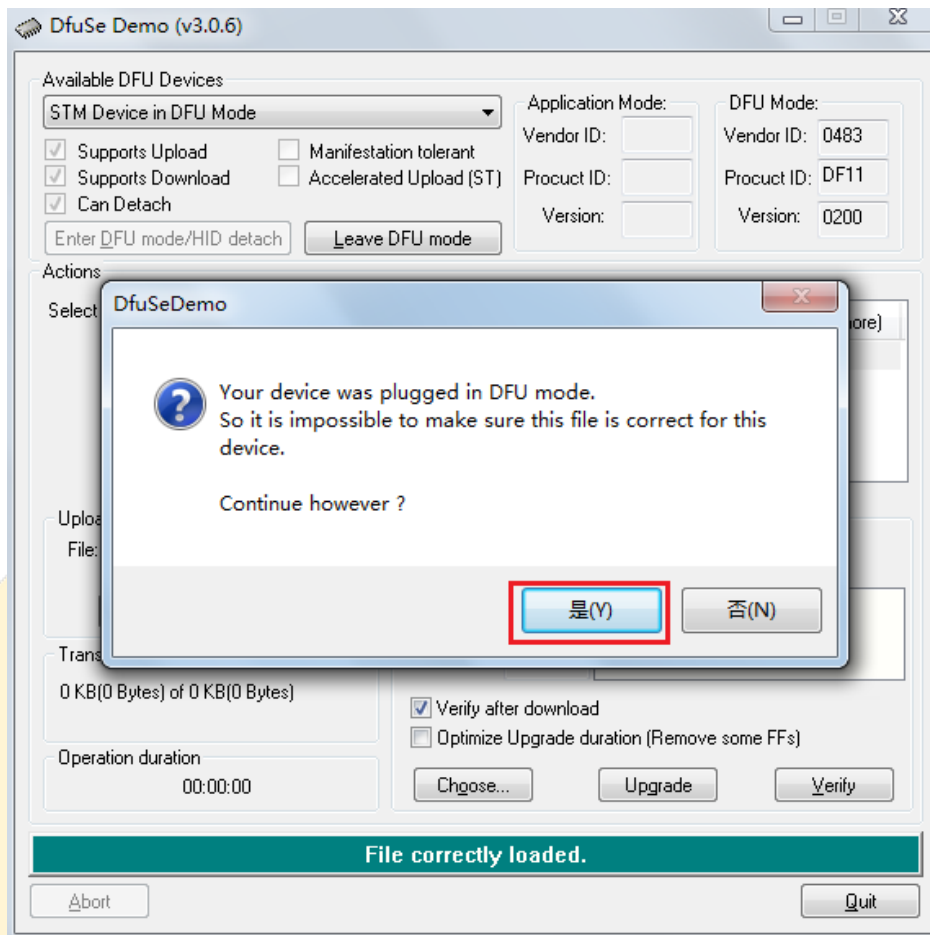 DfuSe Demo (v3.0.6)
Available DFU Devices
STM Device in DFU Mode
Supports Upload
Manifestation tolerant
Supports Download
Accelerated Upload (ST)
Can Detach
Enter DFU mode/HID detach
Leave DFU mode
Application Mode:
Vendor ID:
Procuct ID:
Version:
DFU Mode:
Vendor ID: 0483
Procuct ID: DF11
Version: 0200
Actions
Select
DfuSeDemo
Your device was plugged in DFU mode.
So it is impossible to make sure this file is correct for this
device.
Continue however ?
是(Y)
否(N)
File:
0 KB(0 Bytes) of 0 KB(0 Bytes)
Operation duration
00:00:00
Verify after download
Optimize Upgrade duration (Remove some FFs)
Choose...
Upgrade
Verify
File correctly loaded.
Abort
Quit